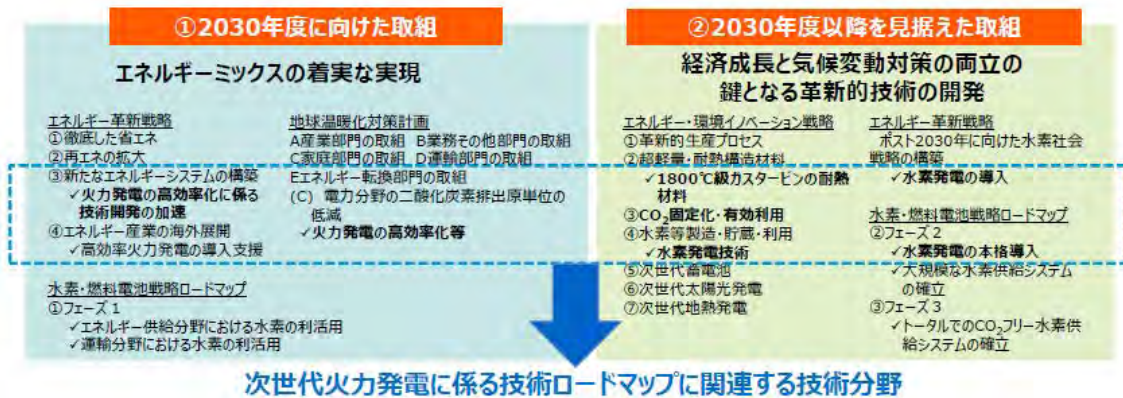 ①2030年度に向けた取組
エネルギーミックスの着実な実現
エネルギー革新戦略
①徹底した省エネ
②再エネの拡大
③新たなエネルギーシステムの構築
✓火力発電の高効率化に係る
技術開発の加速
④エネルギー産業の海外展開
✓高効率火力発電の導入支援
地球温暖化対策計画
A産業部門の取組 B業務その他部門の取組
C家庭部門の取組 D運輸部門の取組
Eエネルギー転換部門の取組
(C) 電力分野の二酸化炭素排出原単位の
低減
✓火力発電の高効率化等
水素・燃料電池戦略ロードマップ
①フェーズ1
✓エネルギー供給分野における水素の利活用
✓運輸分野における水素の利活用
②2030年度以降を見据えた取組
経済成長と気候変動対策の両立の
鍵となる革新的技術の開発
エネルギー・環境イノベーション戦略
①革新的生産プロセス
②超軽量・耐熱構造材料
✓1800℃級ガスタービンの耐熱
材料
③CO₂固定化・有効利用
④水素等製造・貯蔵・利用
✓水素発電技術
⑤次世代蓄電池
⑥次世代太陽光発電
⑦次世代地熱発電
エネルギー革新戦略
ポスト2030年に向けた水素社会
戦略の構築
✓水素発電の導入
水素・燃料電池戦略ロードマップ
②フェーズ2
✓水素発電の本格導入
✓大規模な水素供給システム
の確立
③フェーズ3
✓トータルでのCO₂フリー水素供
給システムの確立
次世代火力発電に係る技術ロードマップに関連する技術分野